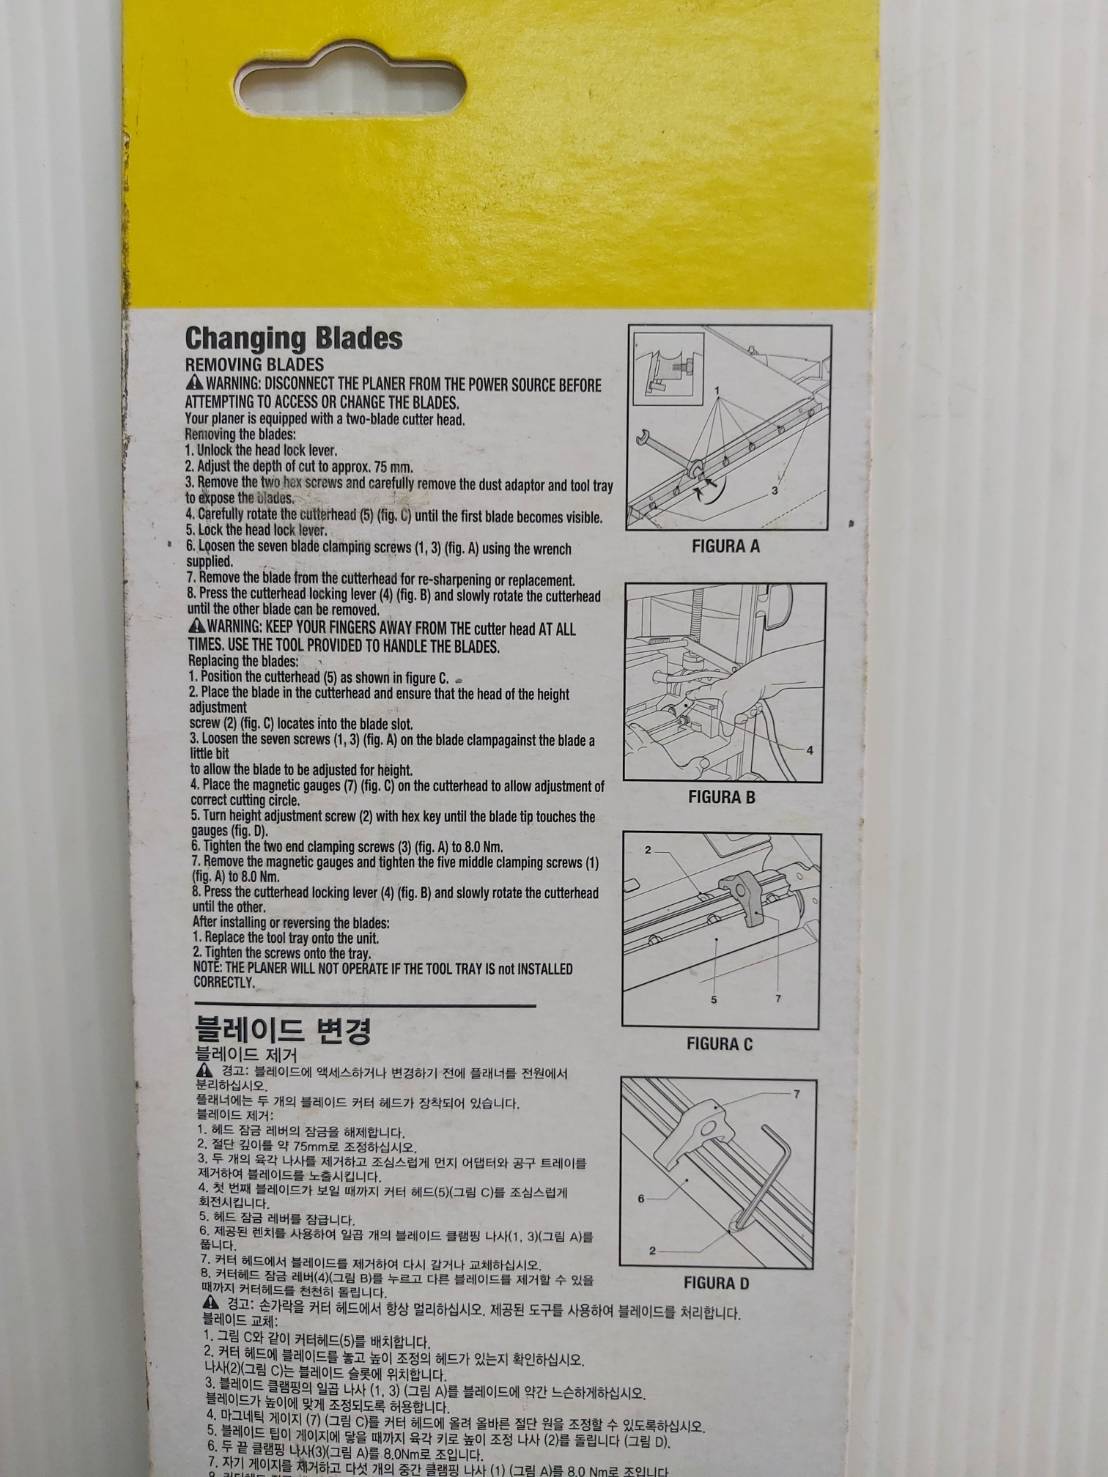 Changing Blades
REMOVING BLADES
⚠ WARNING: DISCONNECT THE PLANER FROM THE POWER SOURCE BEFORE
ATTEMPTING TO ACCESS OR CHANGE THE BLADES.
Your planer is equipped with a two-blade cutter head.
Removing the blades:
1. Unlock the head lock lever.
2. Adjust the depth of cut to approx. 75 mm.
3. Remove the two hex screws and carefully remove the dust adaptor and tool tray
to expose the blades.
4. Carefully rotate the cutterhead (5) (fig. C) until the first blade becomes visible.
5. Lock the head lock lever.
6. Loosen the seven blade clamping screws (1, 3) (fig. A) using the wrench
supplied.
7. Remove the blade from the cutterhead for re-sharpening or replacement.
8. Press the cutterhead locking lever (4) (fig. B) and slowly rotate the cutterhead
until the other blade can be removed.
⚠ WARNING: KEEP YOUR FINGERS AWAY FROM THE cutter head AT ALL
TIMES. USE THE TOOL PROVIDED TO HANDLE THE BLADES.
Replacing the blades:
1. Position the cutterhead (5) as shown in figure C.
2. Place the blade in the cutterhead and ensure that the head of the height
adjustment
screw (2) (fig. C) locates into the blade slot.
3. Loosen the seven screws (1, 3) (fig. A) on the blade clampagainst the blade a
little bit
to allow the blade to be adjusted for height.
4. Place the magnetic gauges (7) (fig. C) on the cutterhead to allow adjustment of
correct cutting circle.
5. Turn height adjustment screw (2) with hex key until the blade tip touches the
gauges (fig. D).
6. Tighten the two end clamping screws (3) (fig. A) to 8.0 Nm.
7. Remove the magnetic gauges and tighten the five middle clamping screws (1)
(fig. A) to 8.0 Nm.
8. Press the cutterhead locking lever (4) (fig. B) and slowly rotate the cutterhead
until the other.
After installing or reversing the blades:
1. Replace the tool tray onto the unit.
2. Tighten the screws onto the tray.
NOTE: THE PLANER WILL NOT OPERATE IF THE TOOL TRAY IS not INSTALLED
CORRECTLY.
1
3
FIGURA A
4
FIGURA B
2
5
7
FIGURA C
7
6
2
FIGURA D
블레이드 변경
블레이드 제거
⚠ 경고: 블레이드에 액세스하거나 변경하기 전에 플래너를 전원에서
분리하십시오.
플래너에는 두 개의 블레이드 커터 헤드가 장착되어 있습니다.
블레이드 제거:
1. 헤드 잠금 레버의 잠금을 해제합니다.
2. 절단 깊이를 약 75mm로 조정하십시오.
3. 두 개의 육각 나사를 제거하고 조심스럽게 먼지 어댑터와 공구 트레이를
제거하여 블레이드를 노출시킵니다.
4. 첫 번째 블레이드가 보일 때까지 커터 헤드(5)(그림 C)를 조심스럽게
회전시킵니다.
5. 헤드 잠금 레버를 잠급니다.
6. 제공된 렌치를 사용하여 일곱 개의 블레이드 클램핑 나사(1, 3)(그림 A)를
풉니다.
7. 커터 헤드에서 블레이드를 제거하여 다시 갈거나 교체하십시오.
8. 커터헤드 잠금 레버(4)(그림 B)를 누르고 다른 블레이드를 제거할 수 있을
때까지 커터헤드를 천천히 돌립니다.
⚠ 경고: 손가락을 커터 헤드에서 항상 멀리하십시오. 제공된 도구를 사용하여 블레이드를 처리합니다.
블레이드 교체:
1. 그림 C와 같이 커터헤드(5)를 배치합니다.
2. 커터 헤드에 블레이드를 놓고 높이 조정의 헤드가 있는지 확인하십시오.
나사(2)(그림 C)는 블레이드 슬롯에 위치합니다.
3. 블레이드 클램핑의 일곱 나사 (1, 3) (그림 A)를 블레이드에 약간 느슨하게하십시오.
블레이드가 높이에 맞게 조정되도록 허용합니다.
4. 마그네틱 게이지 (7) (그림 C)를 커터 헤드에 올려 올바른 절단 원을 조정할 수 있도록하십시오.
5. 블레이드 팁이 게이지에 닿을 때까지 육각 키로 높이 조정 나사 (2)를 돌립니다 (그림 D).
6. 두 끝 클램핑 나사(3)(그림 A)를 8.0Nm로 조입니다.
7. 자기 게이지를 제거하고 다섯 개의 중간 클램핑 나사 (1) (그림 A)를 8.0 Nm로 조입니다